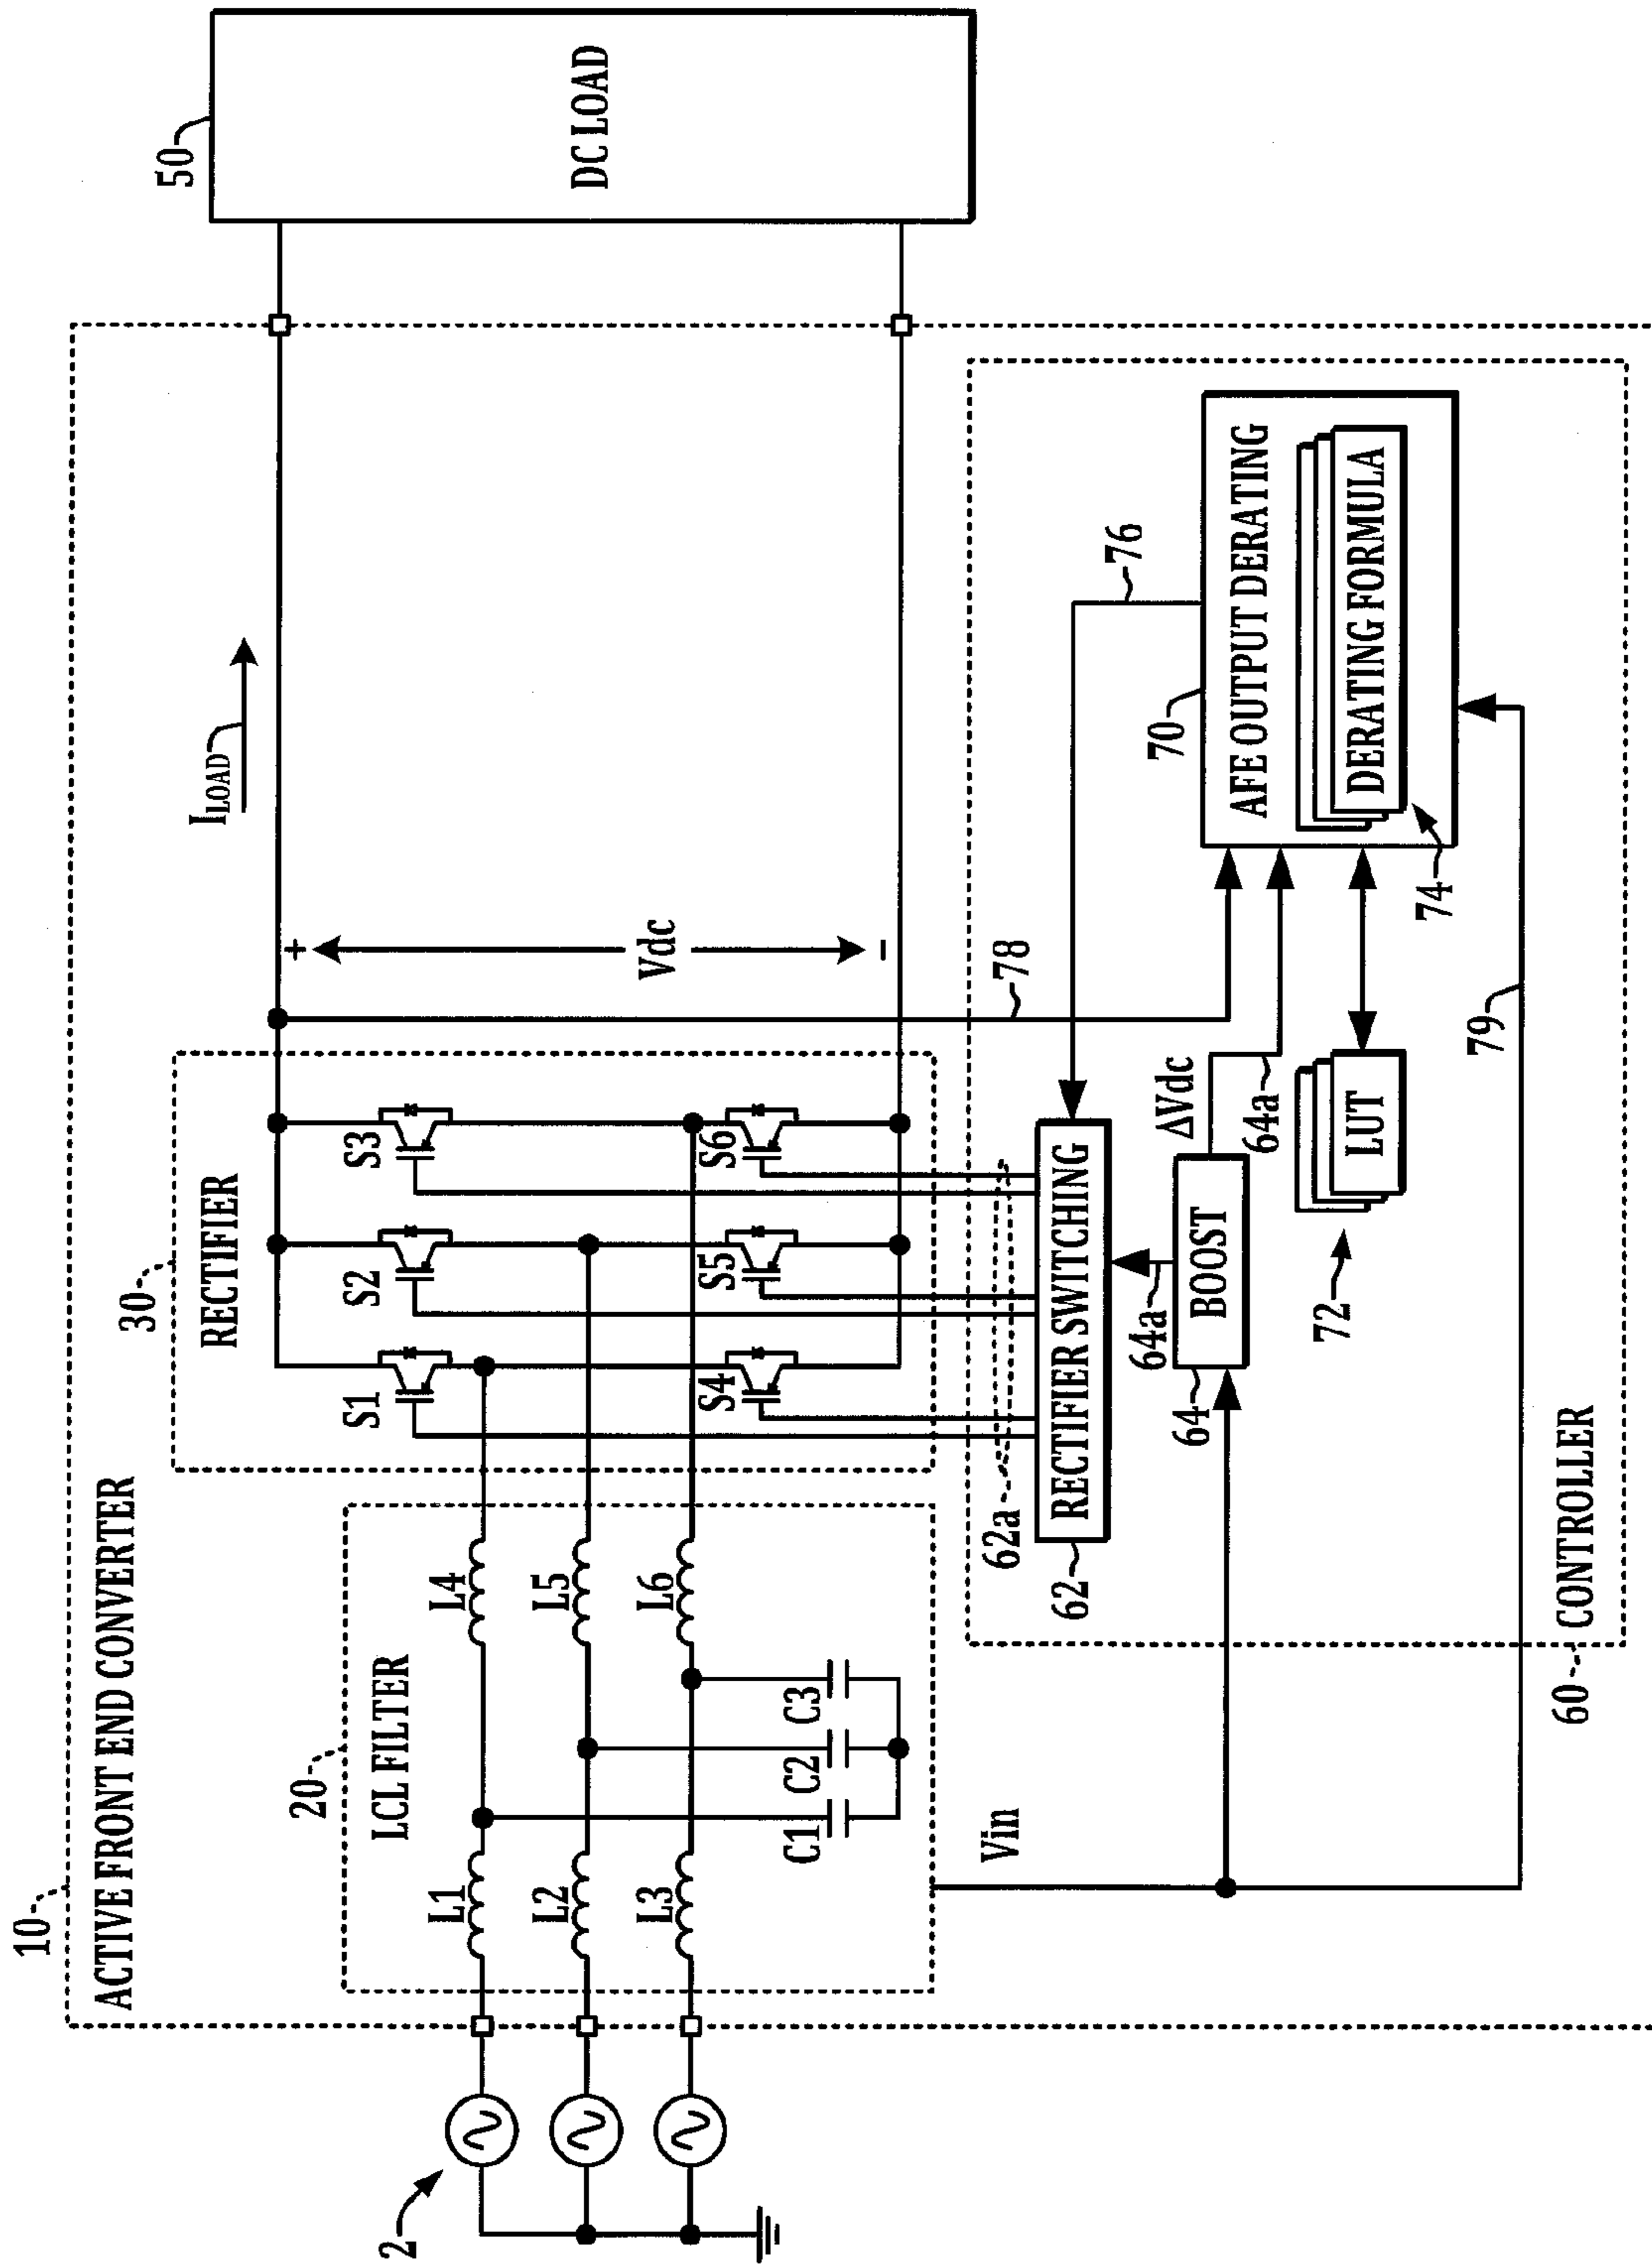 10
ACTIVE FRONT END CONVERTER
20
LCL FILTER
30
RECTIFIER
50
DC LOAD
I_LOAD
2
L1
L2
L3
L4
L5
L6
C1
C2
C3
S1
S2
S3
S4
S5
S6
+
Vdc
–
Vin
62a
62
RECTIFIER SWITCHING
64a
64
BOOST
ΔVdc
64a
78
76
70
AFE OUTPUT DERATING
DERATING FORMULA
74
72
LUT
79
60
CONTROLLER